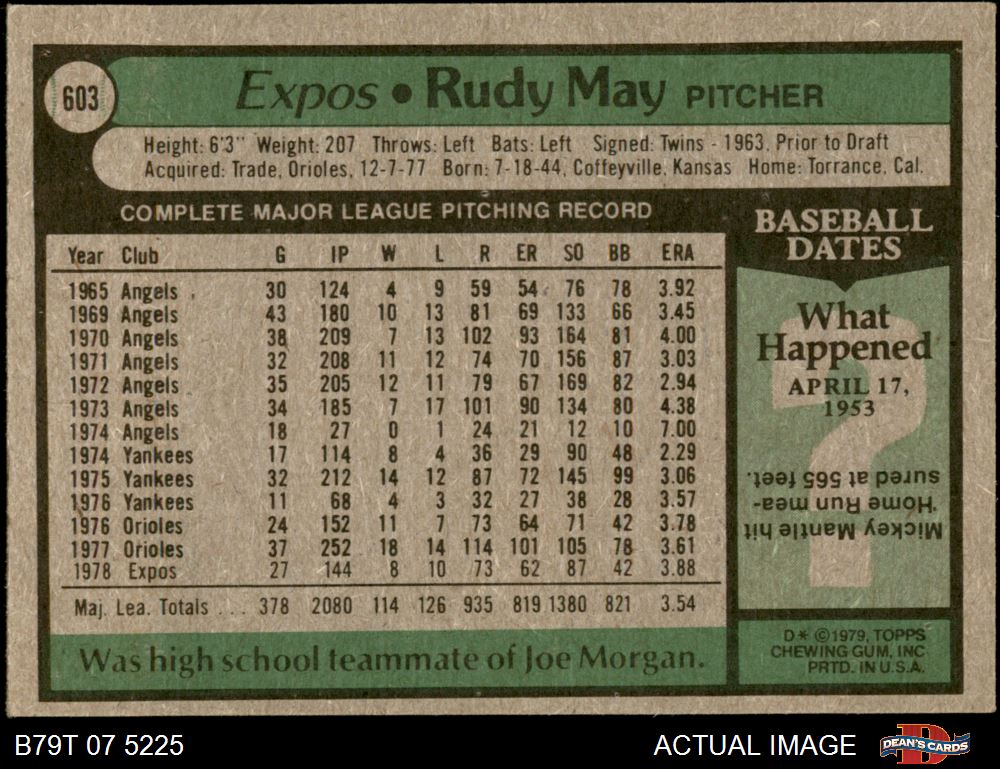 603
Expos • Rudy May PITCHER
Height: 6'3" Weight: 207 Throws: Left Bats: Left Signed: Twins - 1963, Prior to Draft
Acquired: Trade, Orioles, 12-7-77 Born: 7-18-44, Coffeyville, Kansas Home: Torrance, Cal.
COMPLETE MAJOR LEAGUE PITCHING RECORD
Year Club G IP W L R ER SO BB ERA
1965 Angels 30 124 4 9 59 54 76 78 3.92
1969 Angels 43 180 10 13 81 69 133 66 3.45
1970 Angels 38 209 7 13 102 93 164 81 4.00
1971 Angels 32 208 11 12 74 70 156 87 3.03
1972 Angels 35 205 12 11 79 67 169 82 2.94
1973 Angels 34 185 7 17 101 90 134 80 4.38
1974 Angels 18 27 0 1 24 21 12 10 7.00
1974 Yankees 17 114 8 4 36 29 90 48 2.29
1975 Yankees 32 212 14 12 87 72 145 99 3.06
1976 Yankees 11 68 4 3 32 27 38 28 3.57
1976 Orioles 24 152 11 7 73 64 71 42 3.78
1977 Orioles 37 252 18 14 114 101 105 78 3.61
1978 Expos 27 144 8 10 73 62 87 42 3.88
Maj. Lea. Totals ... 378 2080 114 126 935 819 1380 821 3.54
Was high school teammate of Joe Morgan.
BASEBALL
DATES
What
Happened
APRIL 17,
1953
?
Mickey Mantle hit
Home Run mea-
sured at 565 feet.
D* ©1979, TOPPS
CHEWING GUM, INC.
PRTD. IN U.S.A.
B79T 07 5225
ACTUAL IMAGE
DEAN'S CARDS